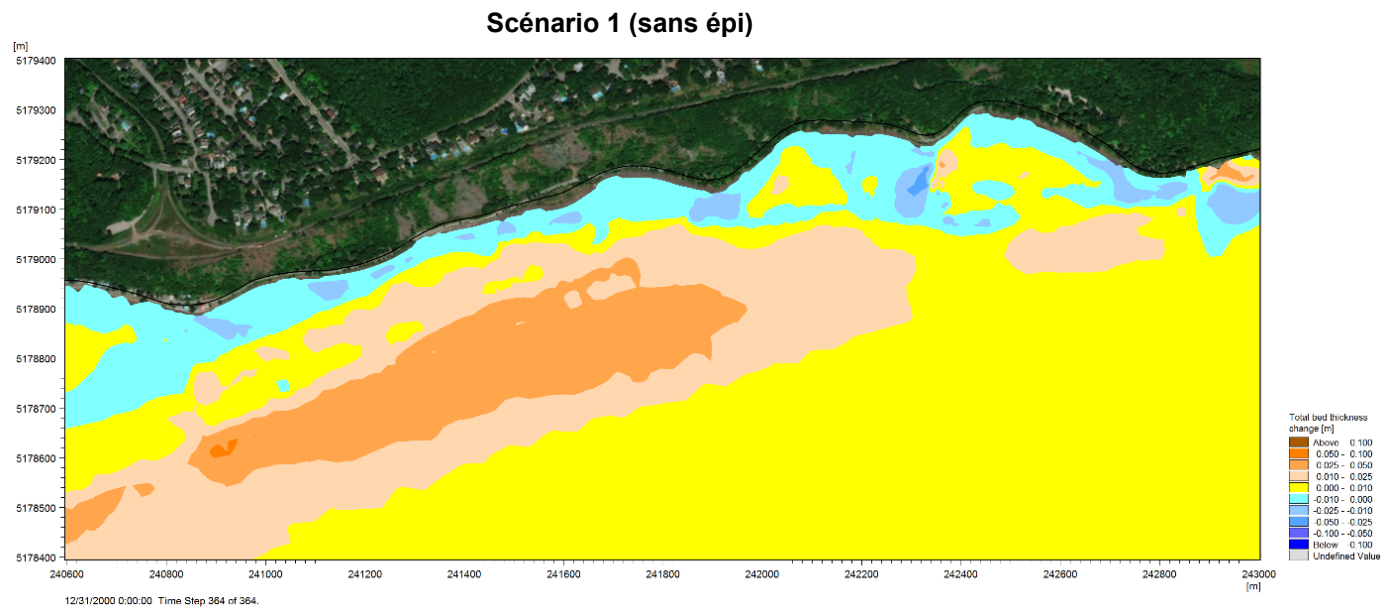 Scénario 1 (sans épi)
[m]
5179400
5179300
5179200
5179100
5179000
5178900
5178800
5178700
5178600
5178500
5178400
240600 240800 241000 241200 241400 241600 241800 242000 242200 242400 242600 242800 243000
[m]
Total bed thickness
change [m]
Above 0.100
0.050 - 0.100
0.025 - 0.050
0.010 - 0.025
0.000 - 0.010
-0.010 - 0.000
-0.025 - -0.010
-0.050 - -0.025
-0.100 - -0.050
Below -0.100
Undefined Value
12/31/2000 0:00:00 Time Step 364 of 364.